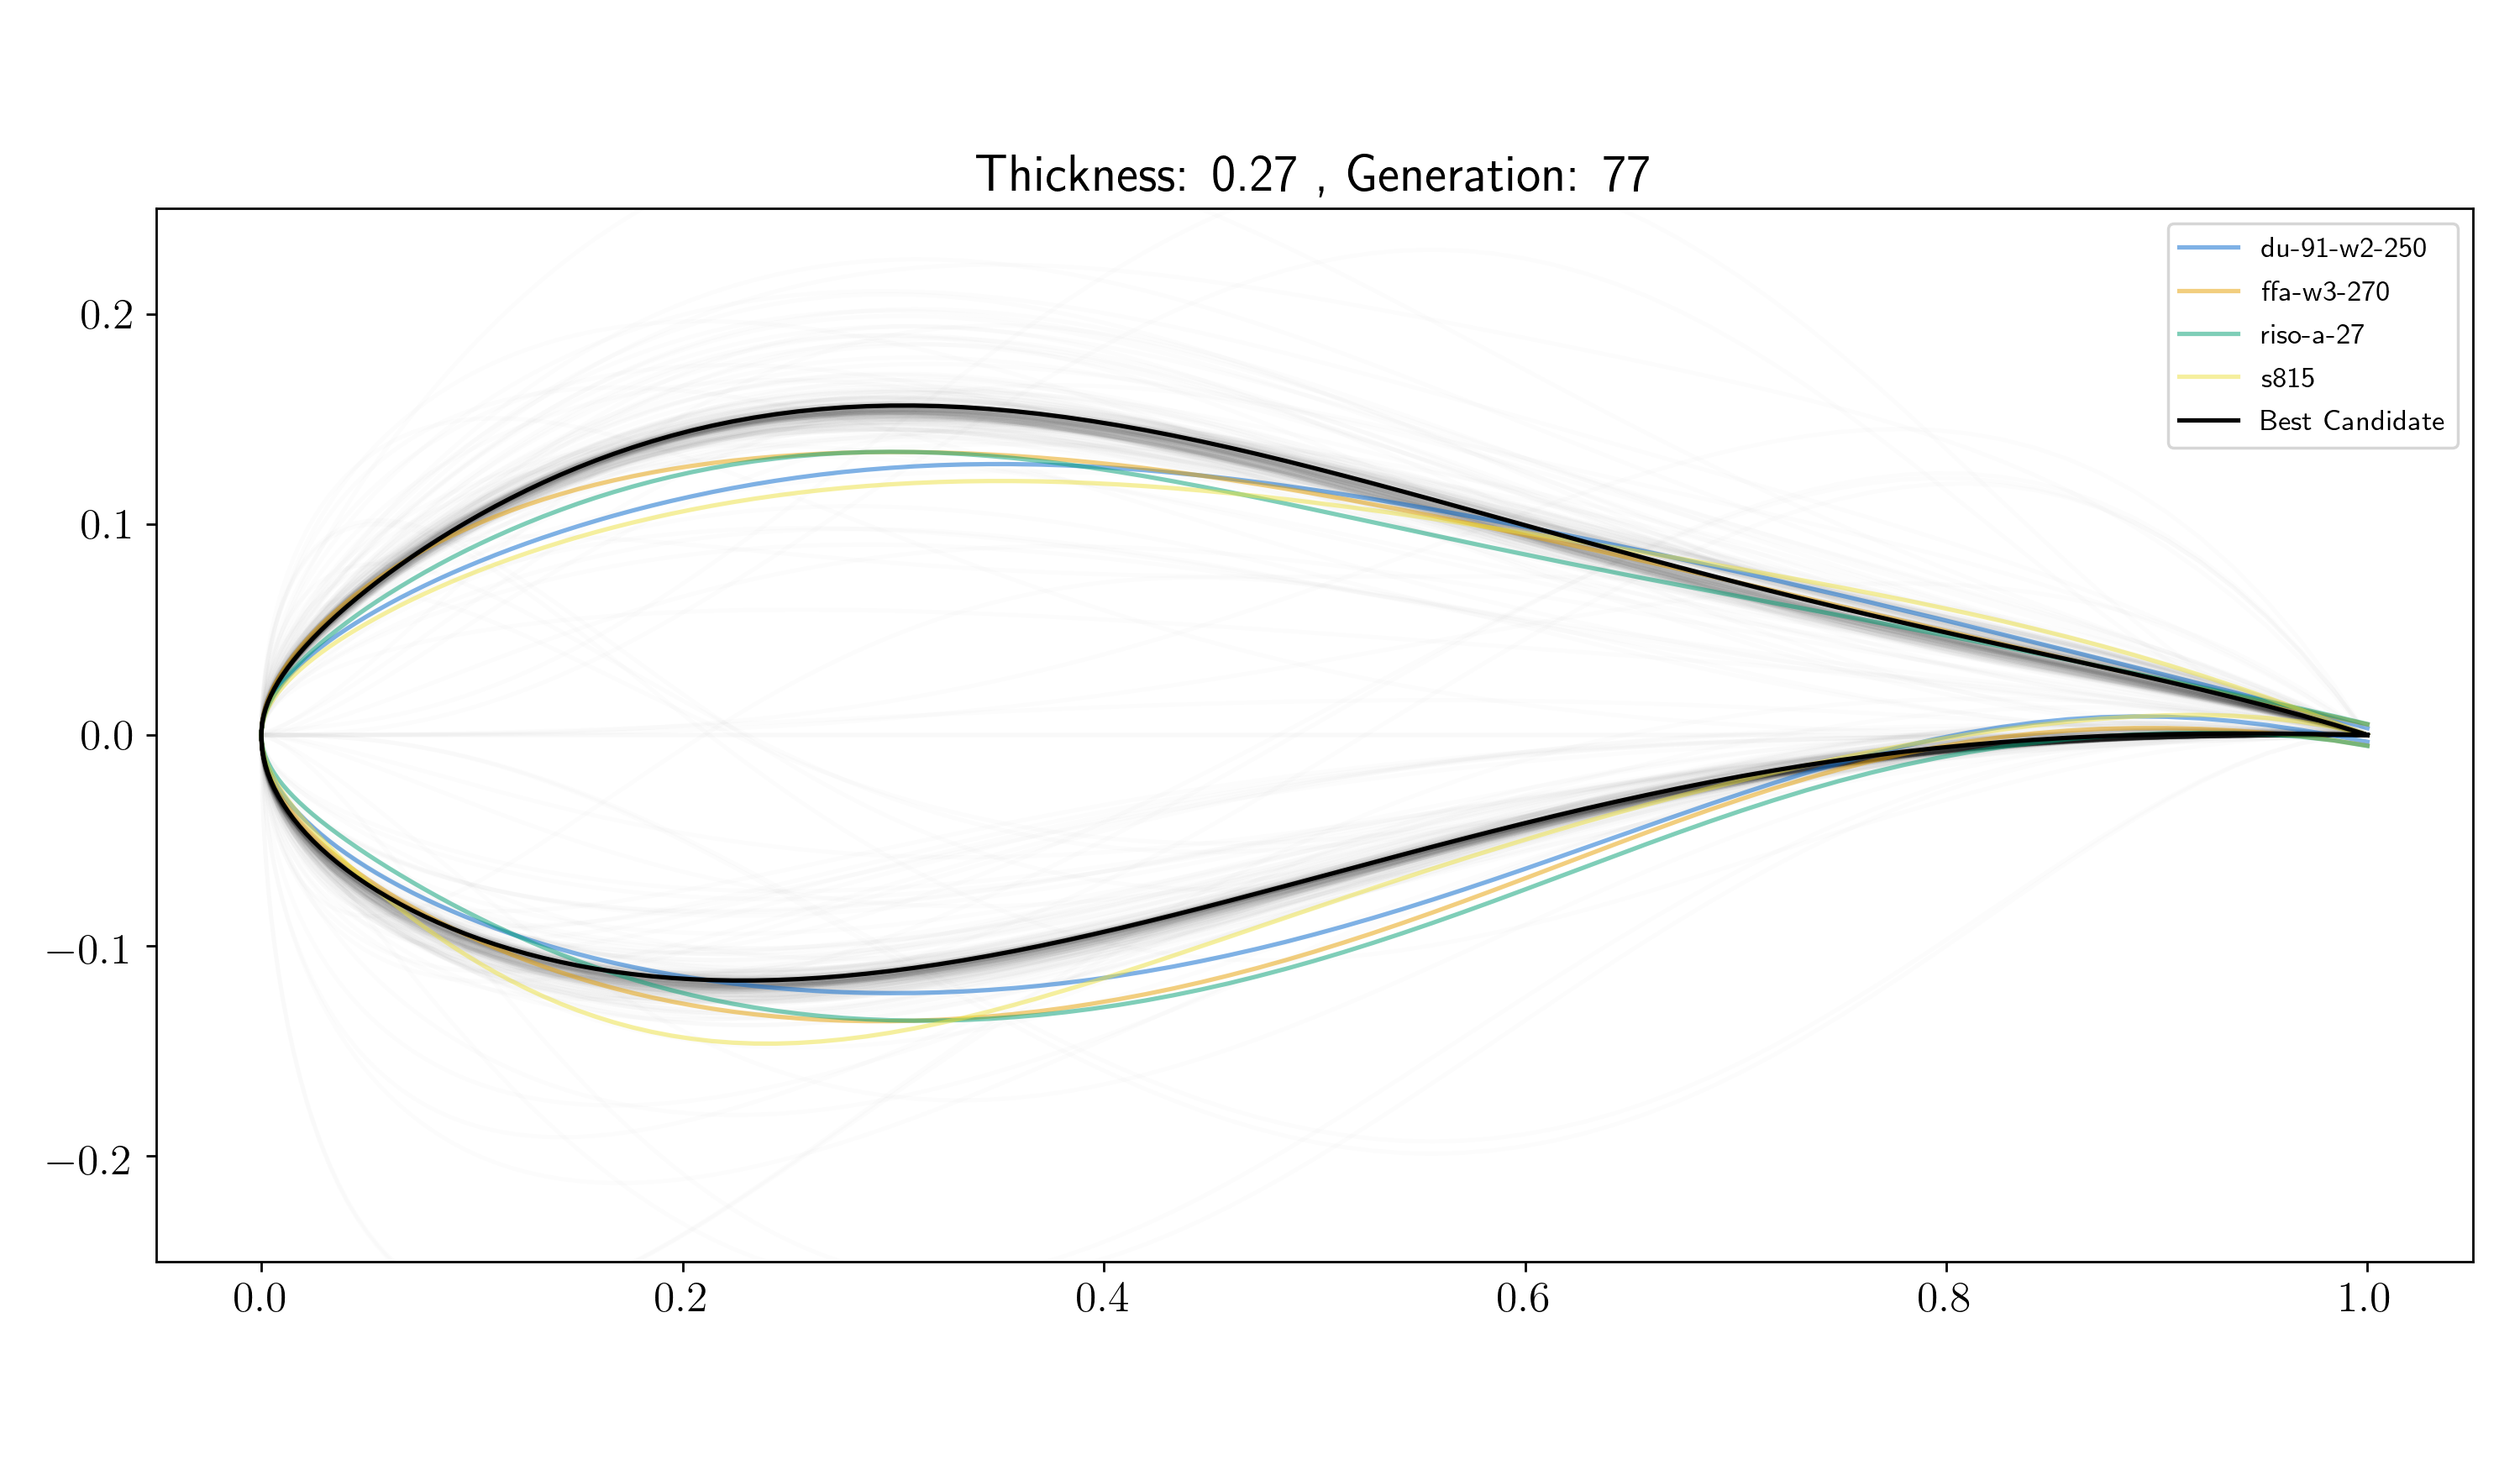 Thickness: 0.27 , Generation: 77
du-91-w2-250
ffa-w3-270
riso-a-27
s815
Best Candidate
0.2
0.1
0.0
−0.1
−0.2
0.0 0.2 0.4 0.6 0.8 1.0